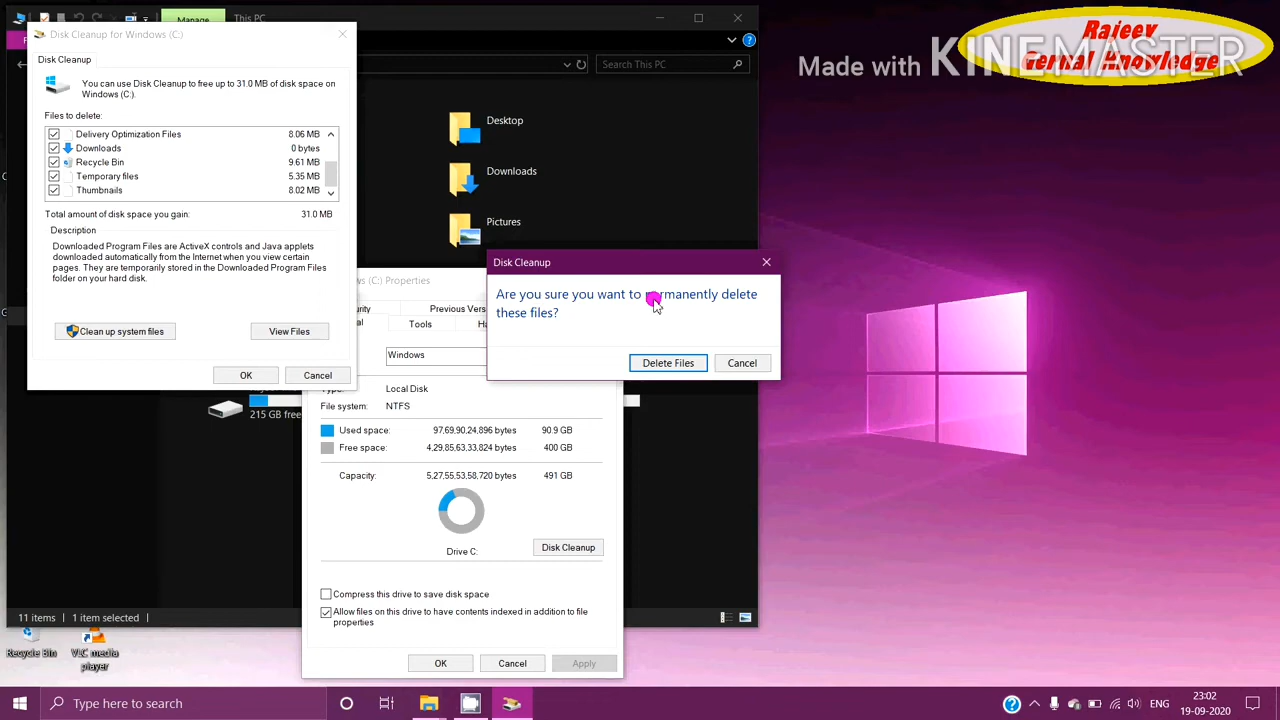 Manage
This PC
Disk Cleanup for Windows (C:)
Disk Cleanup
You can use Disk Cleanup to free up 31.0 MB of disk space on
Windows (C:).
Files to delete:
Delivery Optimization Files 8.06 MB
Downloads 0 bytes
Recycle Bin 9.61 MB
Temporary files 5.35 MB
Thumbnails 8.02 MB
Total amount of disk space you gain: 31.0 MB
Description
Downloaded Program Files are ActiveX controls and Java applets
downloaded automatically from the Internet when you view certain
pages. They are temporarily stored in the Downloaded Program Files
folder on your hard disk.
Clean up system files
View Files
OK
Cancel
Search This PC
Desktop
Downloads
Pictures
Rajeev
Gernal Knowledge
Made with KINEMASTER
Disk Cleanup
Are you sure you want to permanently delete
these files?
Delete Files
Cancel
ws (C:) Properties
Previous Vers
Tools
Windows
Type: Local Disk
File system: NTFS
215 GB free
Used space: 97,69,90,24,896 bytes 90.9 GB
Free space: 4,29,85,63,33,824 bytes 400 GB
Capacity: 5,27,55,53,58,720 bytes 491 GB
Drive C:
Disk Cleanup
Compress this drive to save disk space
Allow files on this drive to have contents indexed in addition to file
properties
OK
Cancel
Apply
11 items
1 item selected
Recycle Bin
VLC media
player
Type here to search
ENG
23:02
19-09-2020